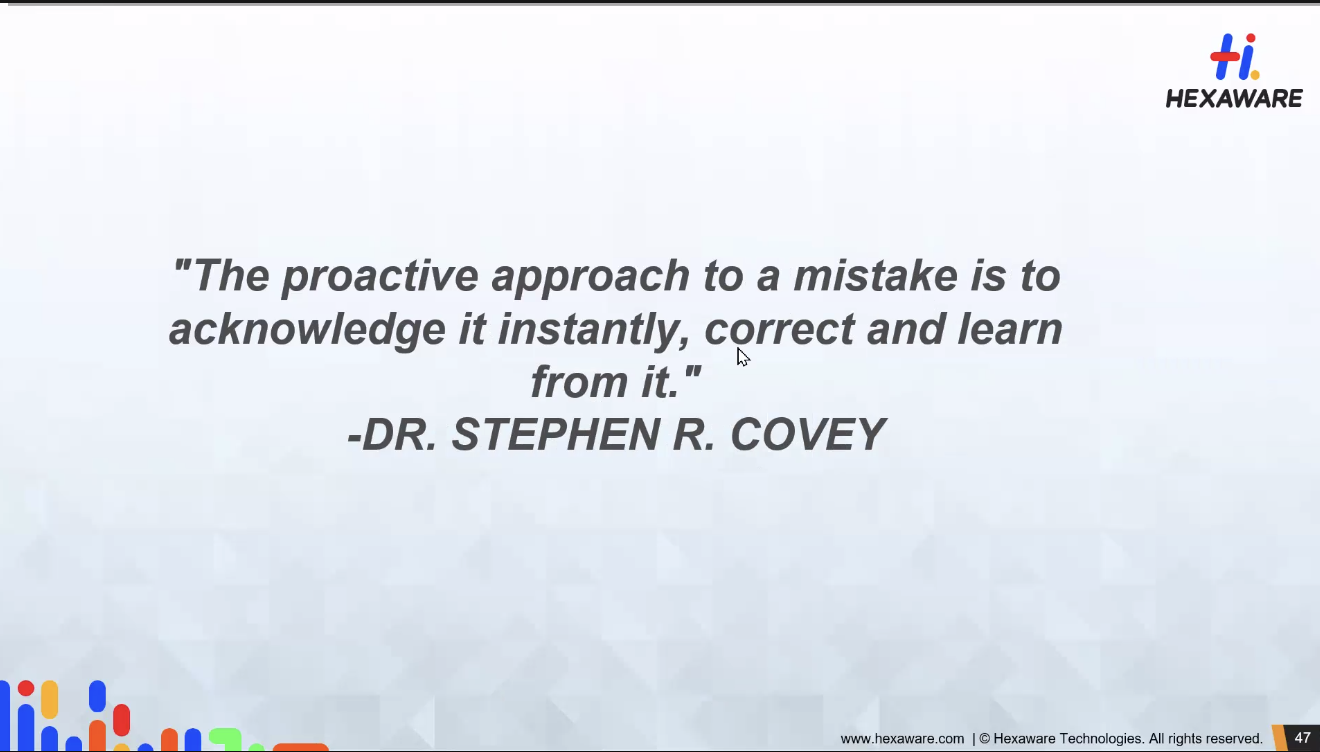 Hi.
HEXAWARE
"The proactive approach to a mistake is to
acknowledge it instantly, correct and learn
from it."
-DR. STEPHEN R. COVEY
www.hexaware.com | © Hexaware Technologies. All rights reserved. 47